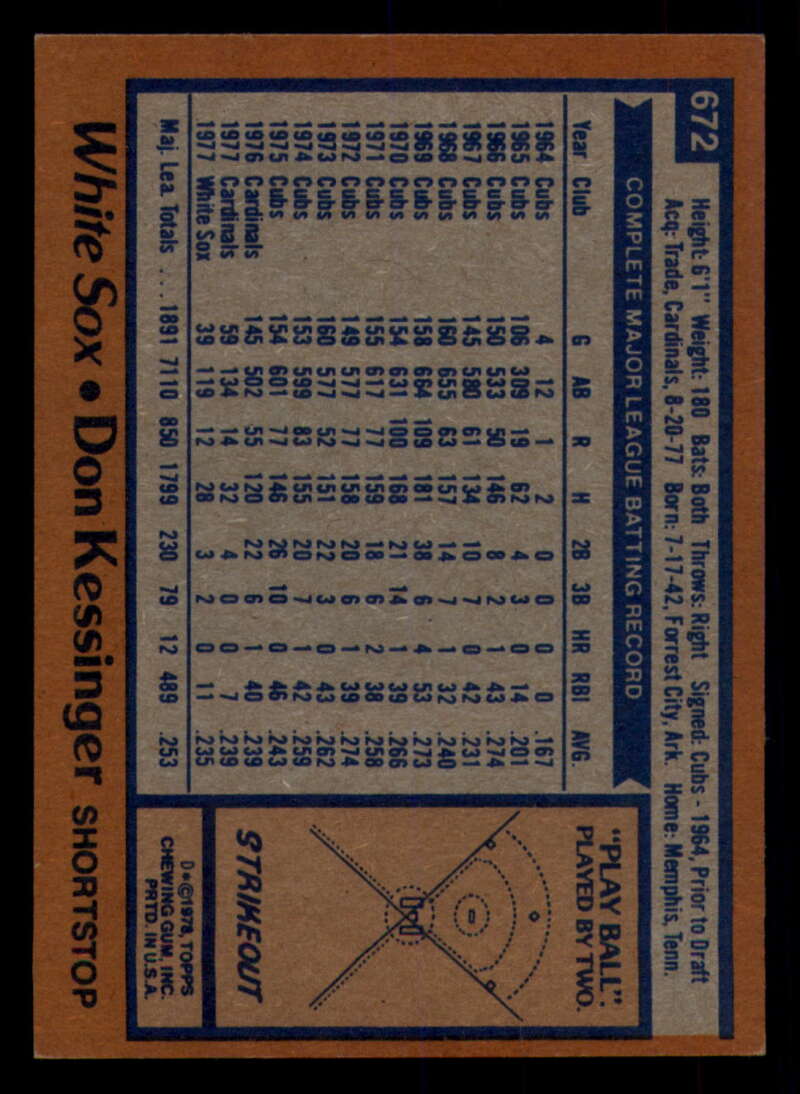 672
Height: 6'1" Weight: 180 Bats: Both Throws: Right Signed: Cubs - 1964, Prior to Draft
Acq: Trade, Cardinals, 8-20-77 Born: 7-17-42, Forrest City, Ark. Home: Memphis, Tenn.
COMPLETE MAJOR LEAGUE BATTING RECORD
Year Club G AB R H 2B 3B HR RBI AVG.
1964 Cubs 4 12 1 2 0 0 0 0 .167
1965 Cubs 106 309 19 62 4 3 0 14 .201
1966 Cubs 150 533 50 146 8 2 1 43 .274
1967 Cubs 145 580 61 134 10 7 0 42 .231
1968 Cubs 160 655 63 157 14 7 1 32 .240
1969 Cubs 158 664 109 181 38 6 4 53 .273
1970 Cubs 154 631 100 168 21 14 1 39 .266
1971 Cubs 155 617 77 159 18 6 2 38 .258
1972 Cubs 149 577 77 158 20 6 1 39 .274
1973 Cubs 160 577 52 151 22 3 0 43 .262
1974 Cubs 153 599 83 155 20 7 1 42 .259
1975 Cubs 154 601 77 146 26 10 0 46 .243
1976 Cardinals 145 502 55 120 22 6 1 40 .239
1977 Cardinals 59 134 14 32 4 0 0 7 .239
1977 White Sox 39 119 12 28 3 2 0 11 .235
Maj. Lea. Totals . . . 1891 7110 850 1799 230 79 12 489 .253
"PLAY BALL".
PLAYED BY TWO.
STRIKEOUT
D*©1978, TOPPS
CHEWING GUM, INC.
PRTD. IN U.S.A.
White Sox • Don Kessinger SHORTSTOP